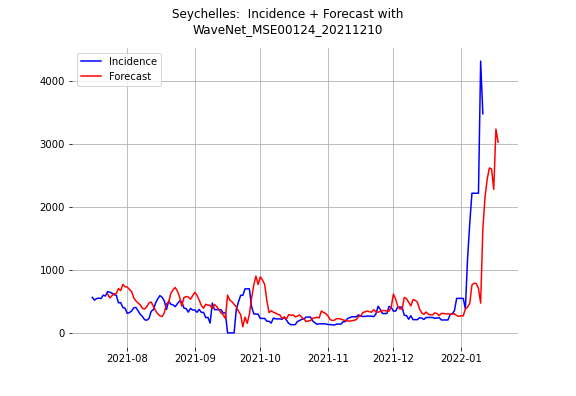 Seychelles:  Incidence + Forecast with
WaveNet_MSE00124_20211210
Incidence
Forecast
4000
3000
2000
1000
0
2021-08
2021-09
2021-10
2021-11
2021-12
2022-01